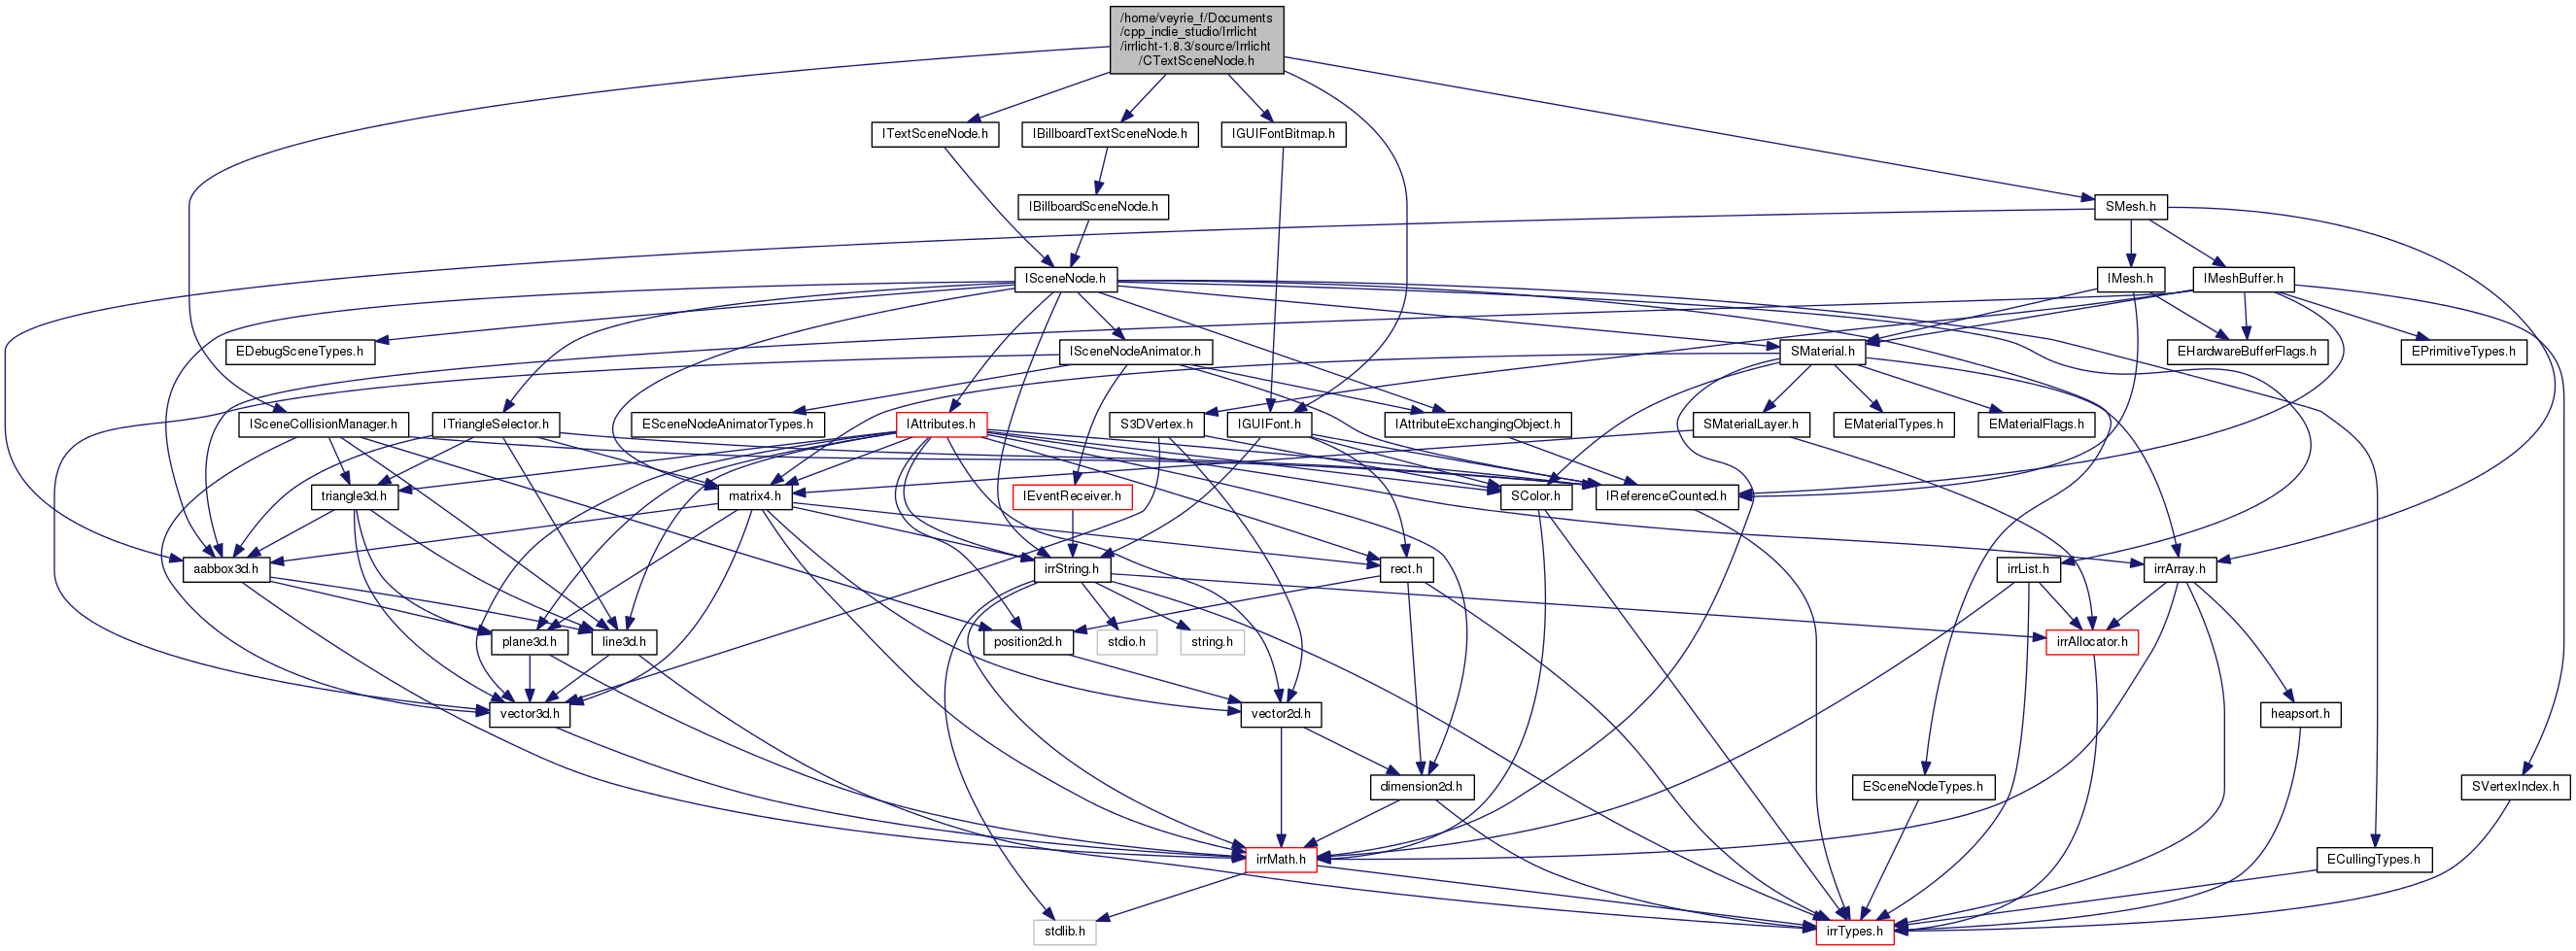 /home/veyrie_f/Documents
/cpp_indie_studio/Irrlicht
/irrlicht-1.8.3/source/Irrlicht
/CTextSceneNode.h
ITextSceneNode.h
IBillboardTextSceneNode.h
IGUIFontBitmap.h
IBillboardSceneNode.h
SMesh.h
ISceneNode.h
IMesh.h
IMeshBuffer.h
EDebugSceneTypes.h
ISceneNodeAnimator.h
SMaterial.h
EHardwareBufferFlags.h
EPrimitiveTypes.h
ISceneCollisionManager.h
ITriangleSelector.h
ESceneNodeAnimatorTypes.h
IAttributes.h
S3DVertex.h
IGUIFont.h
IAttributeExchangingObject.h
SMaterialLayer.h
EMaterialTypes.h
EMaterialFlags.h
triangle3d.h
matrix4.h
IEventReceiver.h
SColor.h
IReferenceCounted.h
aabbox3d.h
irrString.h
rect.h
irrList.h
irrArray.h
plane3d.h
line3d.h
position2d.h
stdio.h
string.h
irrAllocator.h
vector3d.h
vector2d.h
heapsort.h
dimension2d.h
ESceneNodeTypes.h
SVertexIndex.h
irrMath.h
ECullingTypes.h
stdlib.h
irrTypes.h